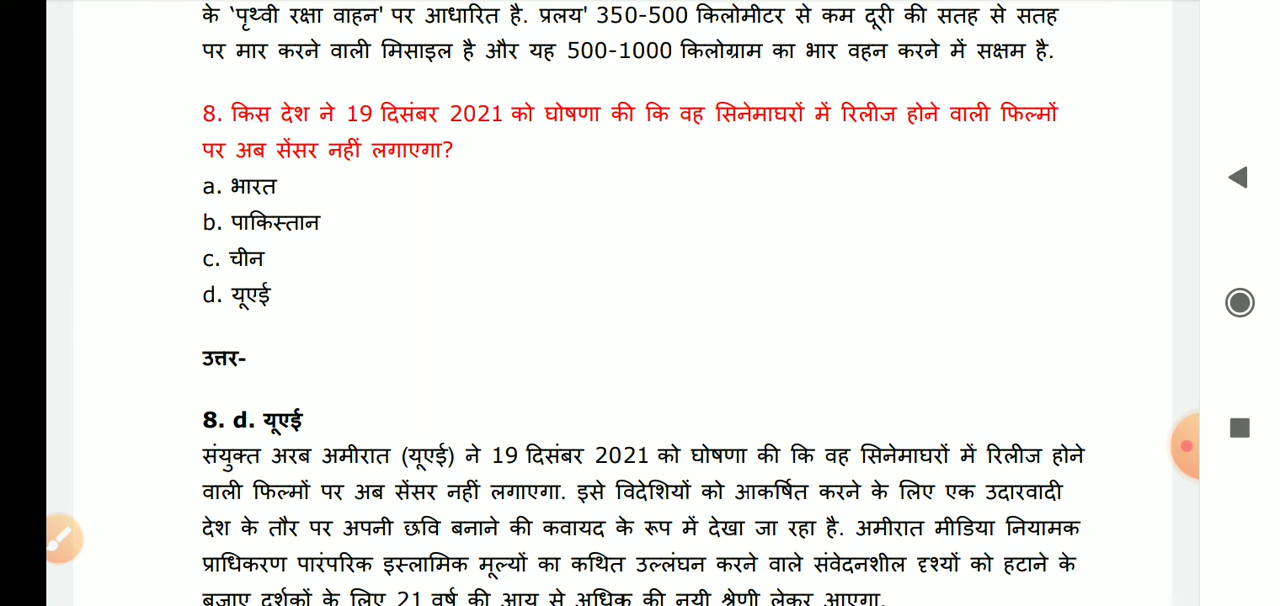 के ‘पृथ्वी रक्षा वाहन' पर आधारित है. प्रलय' 350-500 किलोमीटर से कम दूरी की सतह से सतह
पर मार करने वाली मिसाइल है और यह 500-1000 किलोग्राम का भार वहन करने में सक्षम है.
8. किस देश ने 19 दिसंबर 2021 को घोषणा की कि वह सिनेमाघरों में रिलीज होने वाली फिल्मों
पर अब सेंसर नहीं लगाएगा?
a. भारत
b. पाकिस्तान
c. चीन
d. यूएई
उत्तर-
8. d. यूएई
संयुक्त अरब अमीरात (यूएई) ने 19 दिसंबर 2021 को घोषणा की कि वह सिनेमाघरों में रिलीज होने
वाली फिल्मों पर अब सेंसर नहीं लगाएगा. इसे विदेशियों को आकर्षित करने के लिए एक उदारवादी
देश के तौर पर अपनी छवि बनाने की कवायद के रूप में देखा जा रहा है. अमीरात मीडिया नियामक
प्राधिकरण पारंपरिक इस्लामिक मूल्यों का कथित उल्लंघन करने वाले संवेदनशील दृश्यों को हटाने के
बजाए दर्शकों के लिए 21 वर्ष की आयु से अधिक की नयी श्रेणी लेकर आएगा.